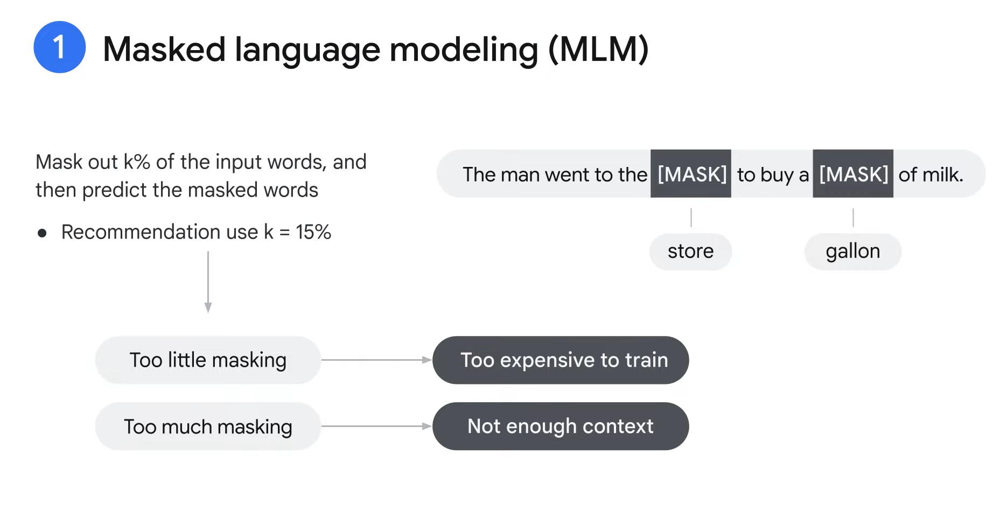 1
Masked language modeling (MLM)
Mask out k% of the input words, and
then predict the masked words
● Recommendation use k = 15%
The man went to the [MASK] to buy a [MASK] of milk.
store
gallon
Too little masking
Too expensive to train
Too much masking
Not enough context